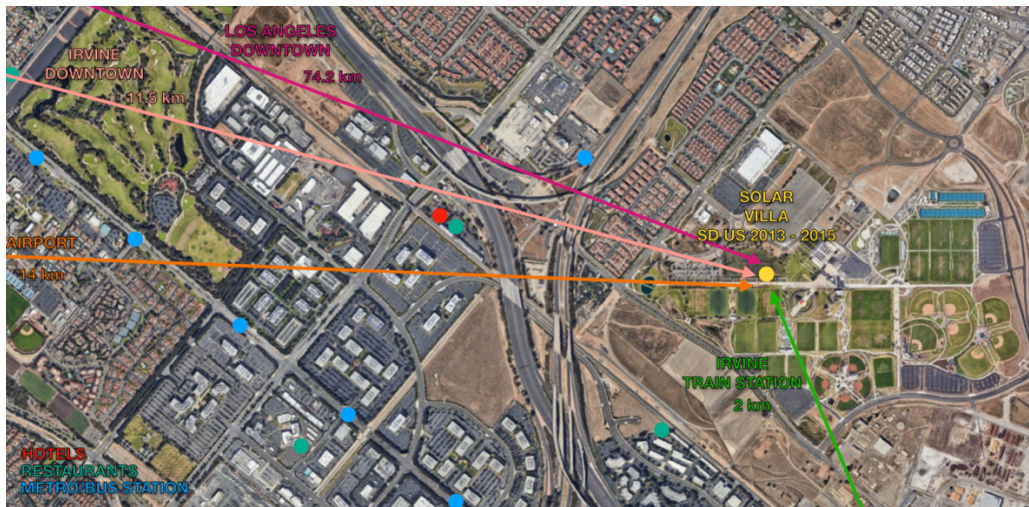 LOS ANGELES
DOWNTOWN
74.2 km
IRVINE
DOWNTOWN
11.5 km
SOLAR
VILLA
SD US 2013 - 2015
AIRPORT
14 km
IRVINE
TRAIN STATION
2 km
HOTELS
RESTAURANTS
METRO/BUS STATION